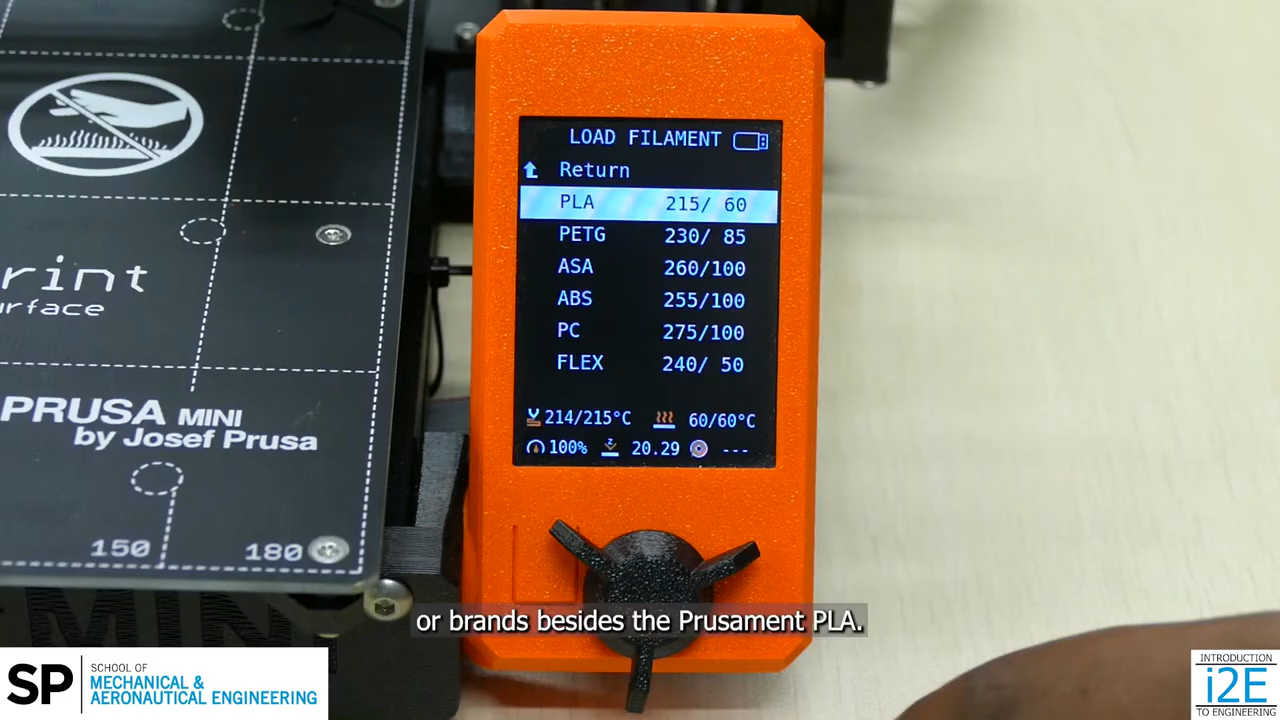 LOAD FILAMENT
Return
PLA 215/ 60
PETG 230/ 85
ASA 260/100
ABS 255/100
PC 275/100
FLEX 240/ 50
214/215°C 60/60°C
100% 20.29 ---
rint
urface
PRUSA MINI
by Josef Prusa
150 180
MINI
or brands besides the Prusament PLA.
SP
SCHOOL OF
MECHANICAL &
AERONAUTICAL ENGINEERING
INTRODUCTION
i2E
TO ENGINEERING